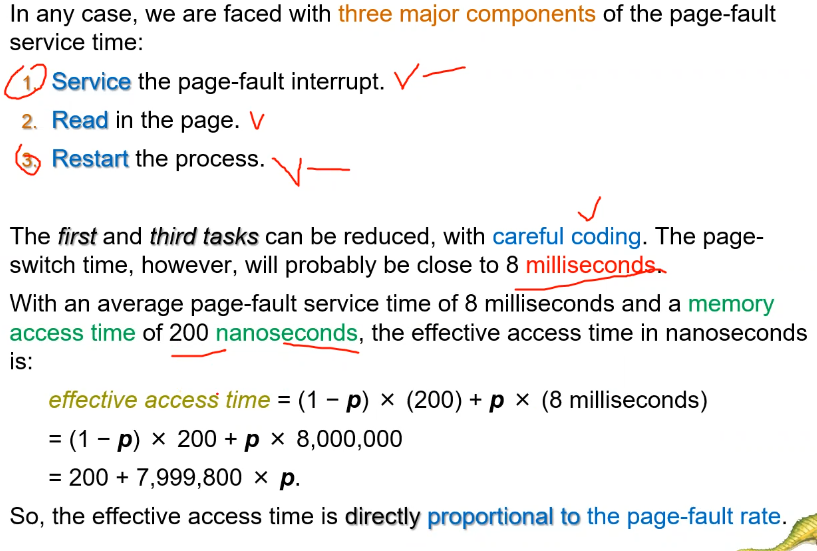 In any case, we are faced with three major components of the page-fault
service time:
1. Service the page-fault interrupt.
2. Read in the page.
3. Restart the process.
The first and third tasks can be reduced, with careful coding. The page-
switch time, however, will probably be close to 8 milliseconds.
With an average page-fault service time of 8 milliseconds and a memory
access time of 200 nanoseconds, the effective access time in nanoseconds
is:
effective access time = (1 − p) × (200) + p × (8 milliseconds)
= (1 − p) × 200 + p × 8,000,000
= 200 + 7,999,800 × p.
So, the effective access time is directly proportional to the page-fault rate.